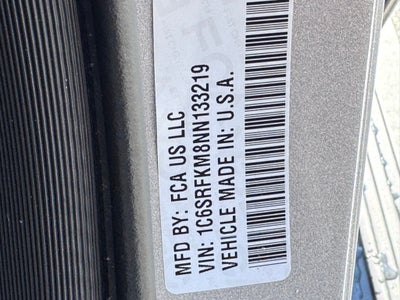 MFD BY: FCA US LLC
VIN: 1C6SRFKM8NN133219
VEHICLE MADE IN: U.S.A.